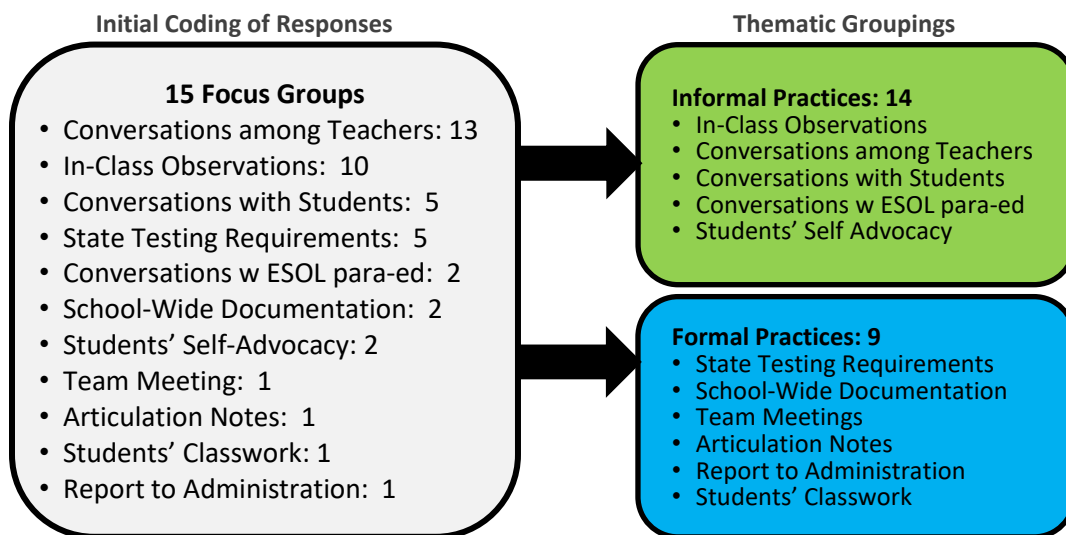 Initial Coding of Responses
15 Focus Groups
• Conversations among Teachers: 13
• In-Class Observations:  10
• Conversations with Students:  5
• State Testing Requirements:  5
• Conversations w ESOL para-ed:  2
• School-Wide Documentation:  2
• Students’ Self-Advocacy: 2
• Team Meeting:  1
• Articulation Notes:  1
• Students’ Classwork: 1
• Report to Administration:  1
Thematic Groupings
Informal Practices: 14
• In-Class Observations
• Conversations among Teachers
• Conversations with Students
• Conversations w ESOL para-ed
• Students’ Self Advocacy
Formal Practices: 9
• State Testing Requirements
• School-Wide Documentation
• Team Meetings
• Articulation Notes
• Report to Administration
• Students’ Classwork